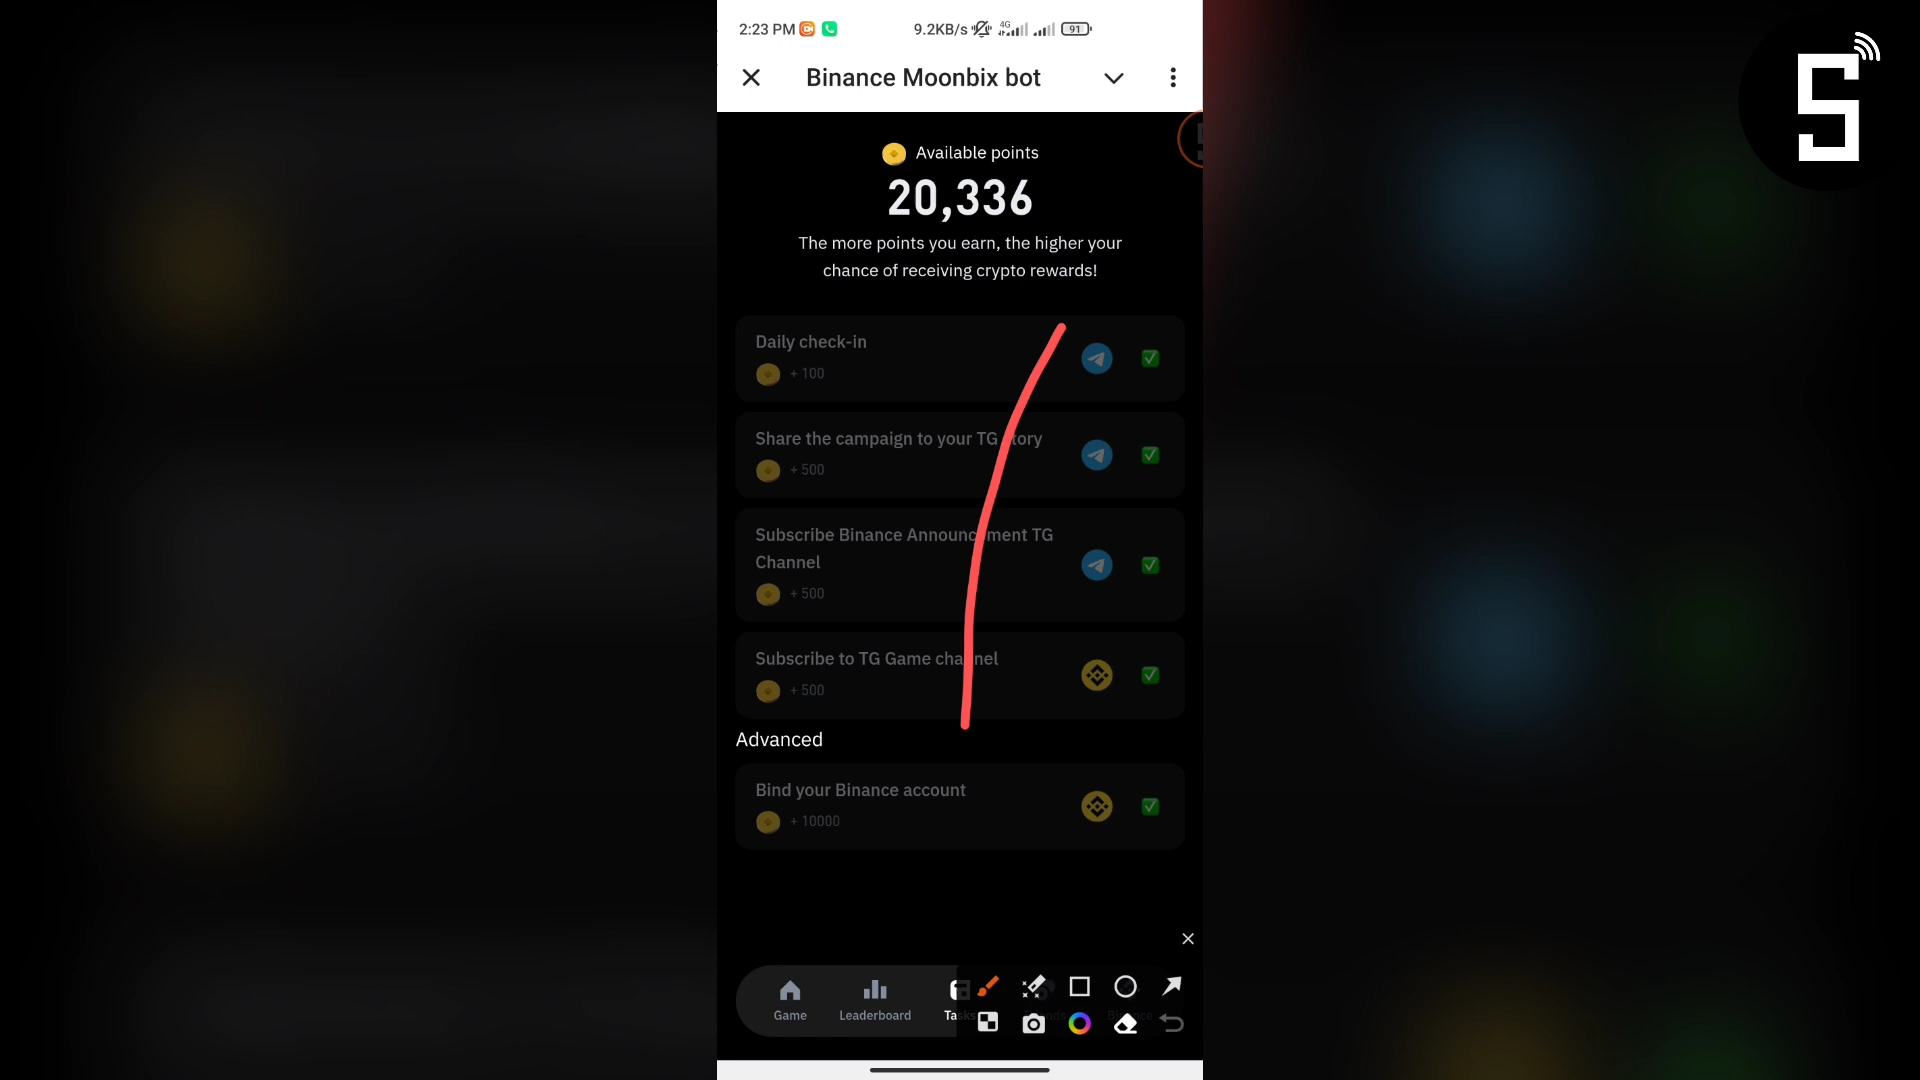 2:23 PM 9.2KB/s 4G 91
Binance Moonbix bot
Available points
20,336
The more points you earn, the higher your
chance of receiving crypto rewards!
Daily check-in
+ 100
Share the campaign to your TG tory
+ 500
Subscribe Binance Announc ment TG
Channel
+ 500
Subscribe to TG Game cha nel
+ 500
Advanced
Bind your Binance account
+ 10000
Game Leaderboard
S